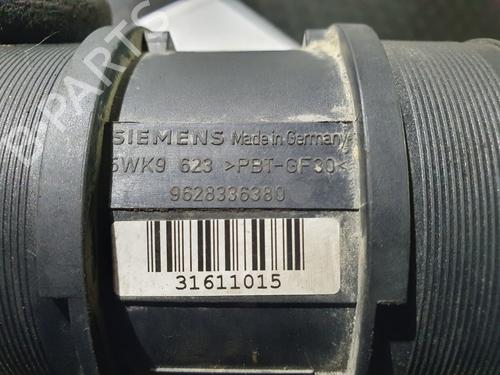 SIEMENS Made in Germany
5WK9 623 >PBT-GF30<
9628336380
31611015
B-PARTS